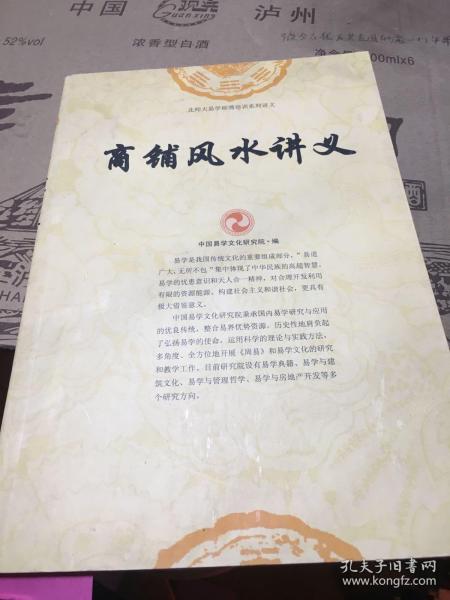 中国
泸州
52%vol
浓香型白酒
00mlx6
北师大易学经理培训系列讲义
商铺风水讲义
中国易学文化研究院·编
易学是我国传统文化的重要组成部分，“易道
广大，无所不包”集中体现了中华民族的高超智慧。
易学的忧患意识和天人合一精神，对合理开发利用
有限的资源能源、构建社会主义和谐社会，更具有
极大借鉴意义。
中国易学文化研究院秉承国内易学研究与应用
的优良传统，整合易界优势资源，历史性地肩负起
了弘扬易学的使命，运用科学的理论与实践方法，
多角度、全方位地开展《周易》和易学文化的研究
和教学工作。目前研究院设有易学典籍、易学与建
筑文化、易学与管理哲学、易学与房地产开发等多
个研究方向。
孔夫子旧书网
www.kongfz.com